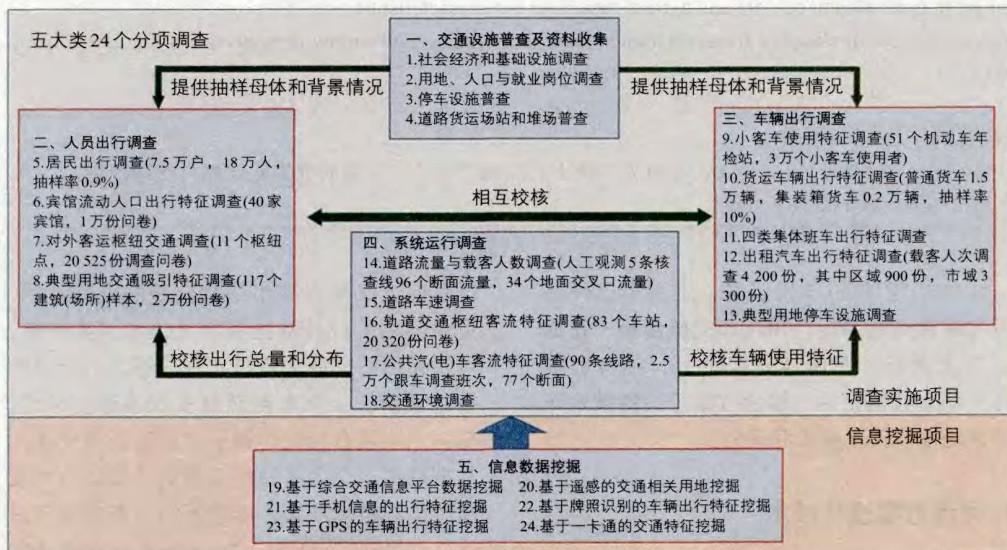 五大类24个分项调查
一、交通设施普查及资料收集
1.社会经济和基础设施调查
2.用地、人口与就业岗位调查
3.停车设施普查
4.道路货运场站和堆场普查
提供抽样母体和背景情况
提供抽样母体和背景情况
二、人员出行调查
5.居民出行调查(7.5万户，18万人，
抽样率0.9%)
6.宾馆流动人口出行特征调查(40家
宾馆，1万份问卷)
7.对外客运枢纽交通调查(11个枢纽
点，20 525份调查问卷)
8.典型用地交通吸引特征调查(117个
建筑(场所)样本，2万份问卷)
三、车辆出行调查
9.小客车使用特征调查(51个机动车年
检站，3万个小客车使用者)
10.货运车辆出行特征调查(普通货车1.5
万辆，集装箱货车0.2万辆，抽样率
10%)
11.四类集体班车出行特征调查
12.出租汽车出行特征调查(载客人次调
查4 200份，其中区域900份，市域3
300份)
13.典型用地停车设施调查
相互校核
四、系统运行调查
14.道路流量与载客人数调查(人工观测5条核
查线96个断面流量，34个地面交叉口流量)
15.道路车速调查
16.轨道交通枢纽客流特征调查(83个车站，
20 320份问卷)
17.公共汽(电)车客流特征调查(90条线路，2.5
万个跟车调查班次，77个断面)
18.交通环境调查
校核出行总量和分布
校核车辆使用特征
调查实施项目
信息挖掘项目
五、信息数据挖掘
19.基于综合交通信息平台数据挖掘 20.基于遥感的交通相关用地挖掘
21.基于手机信息的出行特征挖掘 22.基于牌照识别的车辆出行特征挖掘
23.基于GPS的车辆出行特征挖掘 24.基于一卡通的交通特征挖掘